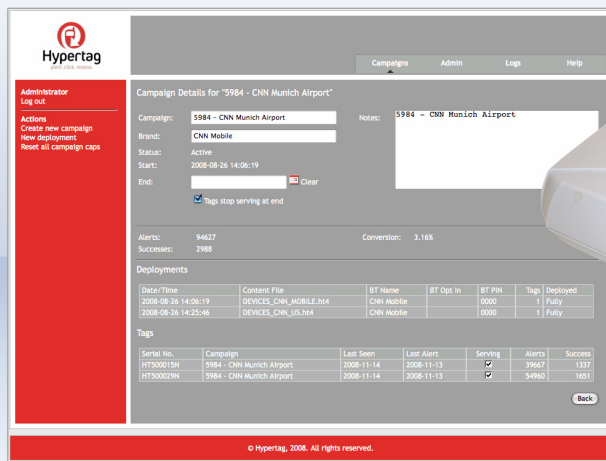 Hypertag
point. click. receive.
Campaigns Admin Logs Help
Administrator
Log out
Actions
Create new campaign
New deployment
Reset all campaign caps
Campaign Details for "5984 - CNN Munich Airport"
Campaign: 5984 - CNN Munich Airport
Notes: 5984 - CNN Munich Airport
Brand: CNN Mobile
Status: Active
Start: 2008-08-26 14:06:19
End: Clear
Tags stop serving at end
Alerts: 94627 Conversion: 3.16%
Successes: 2988
Deployments
Date/Time Content File BT Name BT Opt In BT PIN Tags Deployed
2008-08-26 14:06:19 DEVICES_CNN_MOBILE.ht4 CNN Mobile 0000 1 Fully
2008-08-26 14:25:46 DEVICES_CNN_US.ht4 CNN Mobile 0000 1 Fully
Tags
Serial No. Campaign Last Seen Last Alert Serving Alerts Success
HT500015N 5984 - CNN Munich Airport 2008-11-14 2008-11-13 39667 1337
HT500029N 5984 - CNN Munich Airport 2008-11-14 2008-11-13 54960 1651
Back
© Hypertag, 2008. All rights reserved.